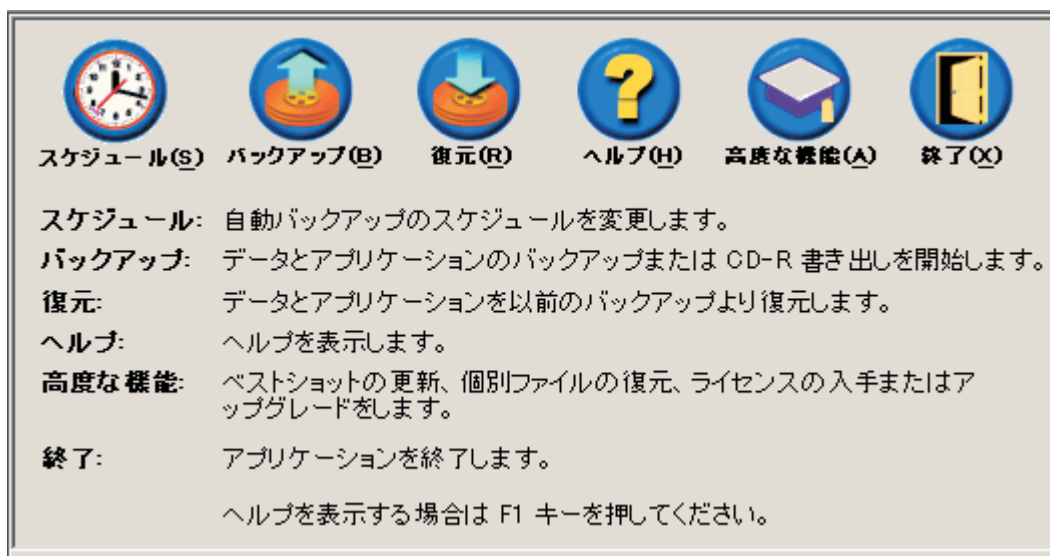 スケジュール(S) バックアップ(B) 復元(R) ヘルプ(H) 高度な機能(A) 終了(X)
スケジュール: 自動バックアップのスケジュールを変更します。
バックアップ: データとアプリケーションのバックアップまたは CD-R 書き出しを開始します。
復元: データとアプリケーションを以前のバックアップより復元します。
ヘルプ: ヘルプを表示します。
高度な機能: ベストショットの更新、個別ファイルの復元、ライセンスの入手またはア
ップグレードをします。
終了: アプリケーションを終了します。
ヘルプを表示する場合は F1 キーを押してください。